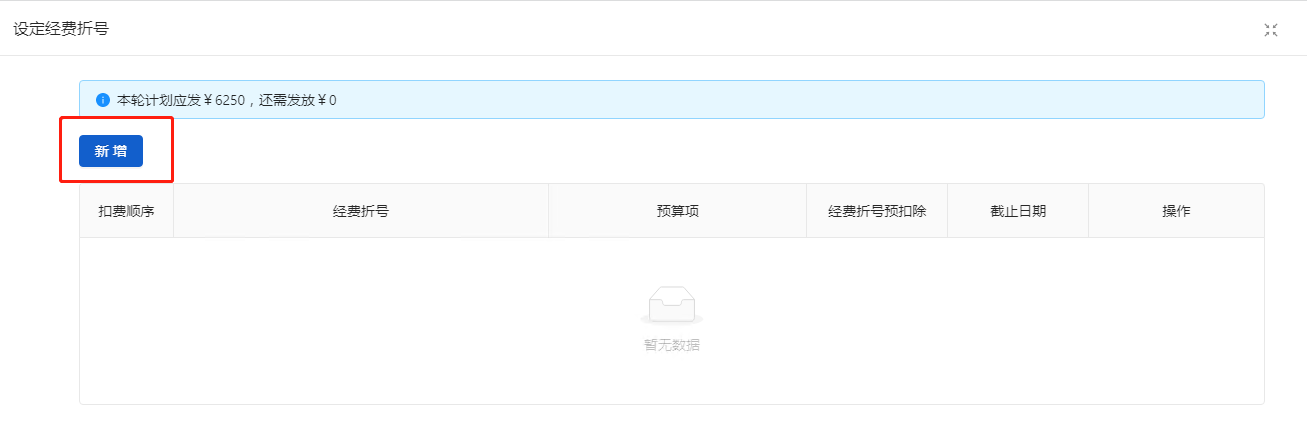 设定经费折号
本轮计划应发￥6250，还需发放￥0
新 增
扣费顺序 经费折号 预算项 经费折号预扣除 截止日期 操作
暂无数据